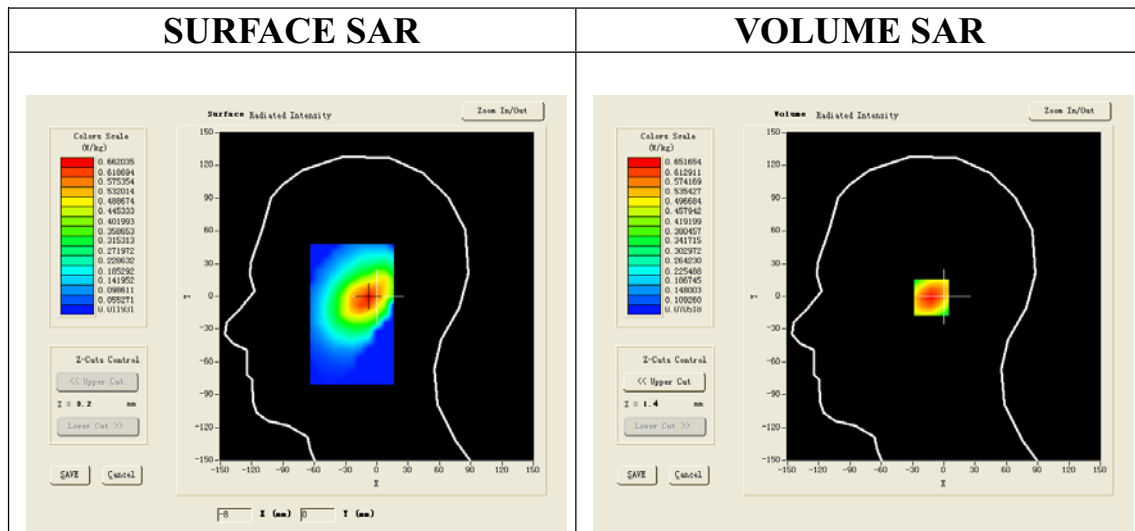 SURFACE SAR
VOLUME SAR
Surface Radiated Intensity
Zoom In/Out
Colors Scale
(W/kg)
0.662035
0.618694
0.575354
0.532014
0.488674
0.445333
0.401993
0.358653
0.315313
0.271972
0.228632
0.185292
0.141952
0.098611
0.055271
0.011931
150
120
90
60
30
0
-30
-60
-90
-120
-150
-150 -120 -90 -60 -30 0 30 60 90 120 150
X
Z-Cuts Control
<< Upper Cut
Z = 0.2 mm
Lower Cut >>
SAVE
Cancel
-8 X (mm) 0 Y (mm)
Volume Radiated Intensity
Zoom In/Out
Colors Scale
(W/kg)
0.651654
0.612911
0.574169
0.535427
0.496684
0.457942
0.419199
0.380457
0.341715
0.302972
0.264230
0.225488
0.186745
0.148003
0.109260
0.070518
150
120
90
60
30
0
-30
-60
-90
-120
-150
-150 -120 -90 -60 -30 0 30 60 90 120 150
X
Z-Cuts Control
<< Upper Cut
Z = 1.4 mm
Lower Cut >>
SAVE
Cancel